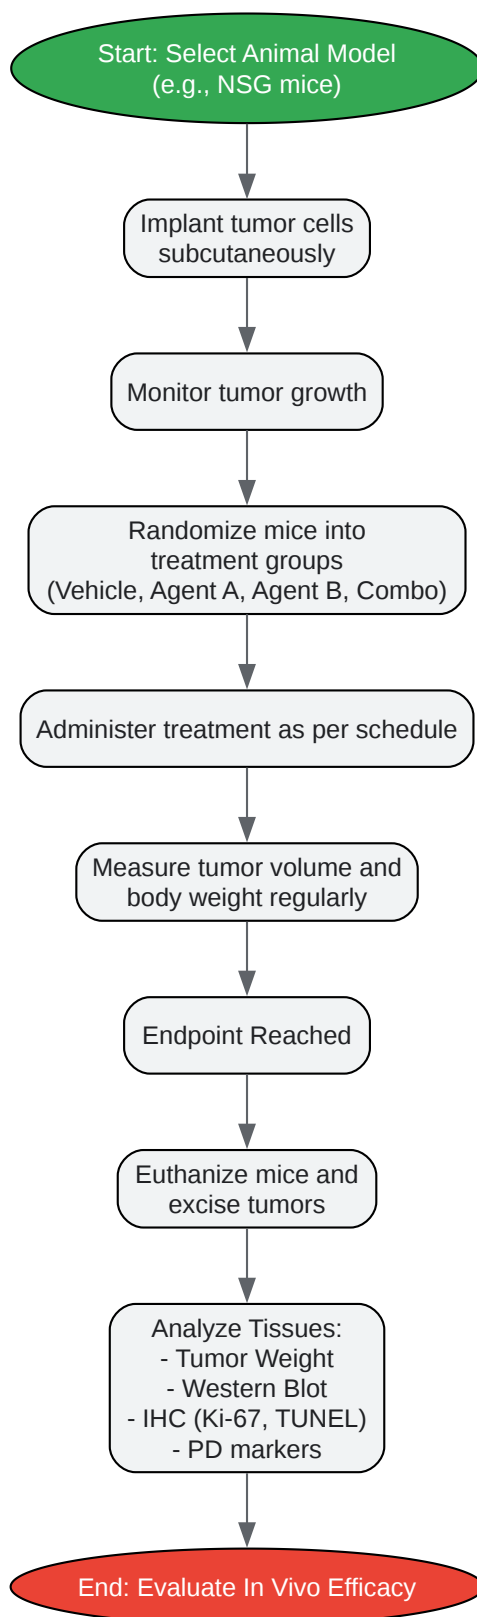 Start: Select Animal Model
(e.g., NSG mice)
Implant tumor cells
subcutaneously
Monitor tumor growth
Randomize mice into
treatment groups
(Vehicle, Agent A, Agent B, Combo)
Administer treatment as per schedule
Measure tumor volume and
body weight regularly
Endpoint Reached
Euthanize mice and
excise tumors
Analyze Tissues:
- Tumor Weight
- Western Blot
- IHC (Ki-67, TUNEL)
- PD markers
End: Evaluate In Vivo Efficacy